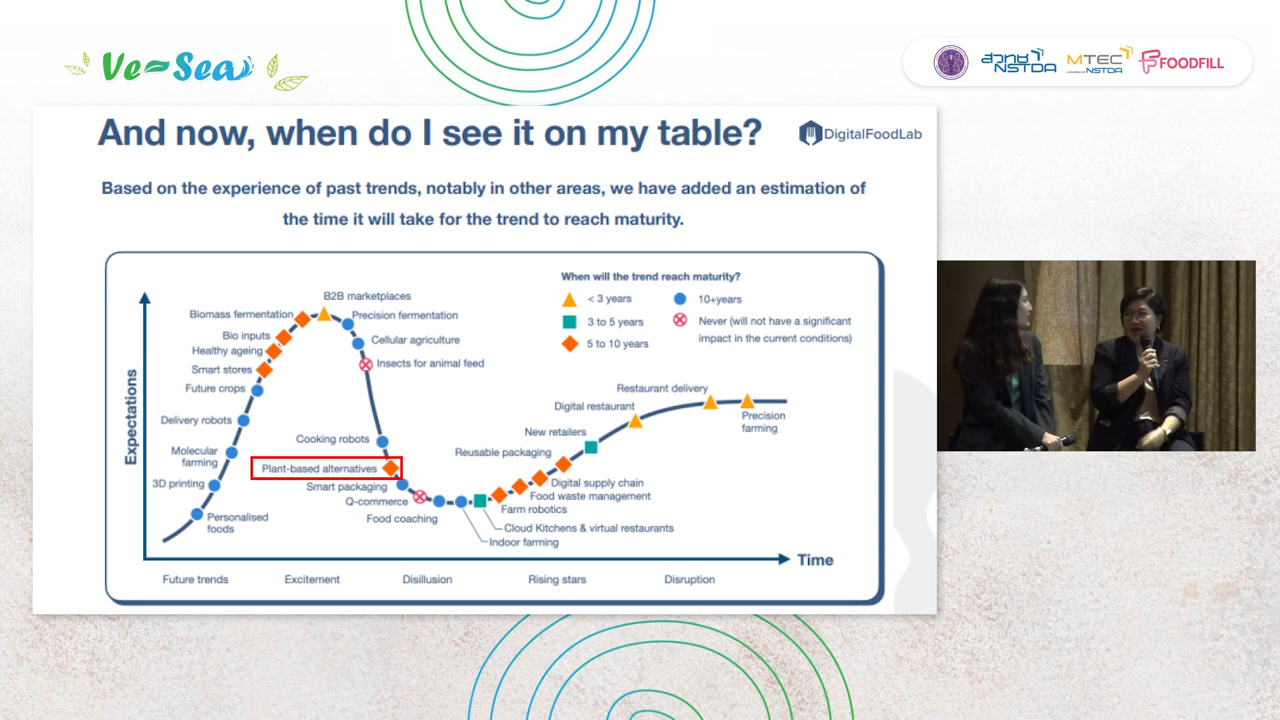 Ve-Sea
สวทช
NSTDA
MTEC
NSTDA
FOODFILL
And now, when do I see it on my table?
DigitalFoodLab
Based on the experience of past trends, notably in other areas, we have added an estimation of
the time it will take for the trend to reach maturity.
When will the trend reach maturity?
< 3 years
10+years
3 to 5 years
Never (will not have a significant
impact in the current conditions)
5 to 10 years
Expectations
B2B marketplaces
Biomass fermentation
Precision fermentation
Bio inputs
Cellular agriculture
Healthy ageing
Insects for animal feed
Smart stores
Future crops
Delivery robots
Cooking robots
Molecular
farming
Plant-based alternatives
3D printing
Smart packaging
Q-commerce
Personalised
foods
Food coaching
Restaurant delivery
Digital restaurant
Precision
farming
New retailers
Reusable packaging
Digital supply chain
Food waste management
Farm robotics
Cloud Kitchens & virtual restaurants
Indoor farming
Time
Future trends
Excitement
Disillusion
Rising stars
Disruption